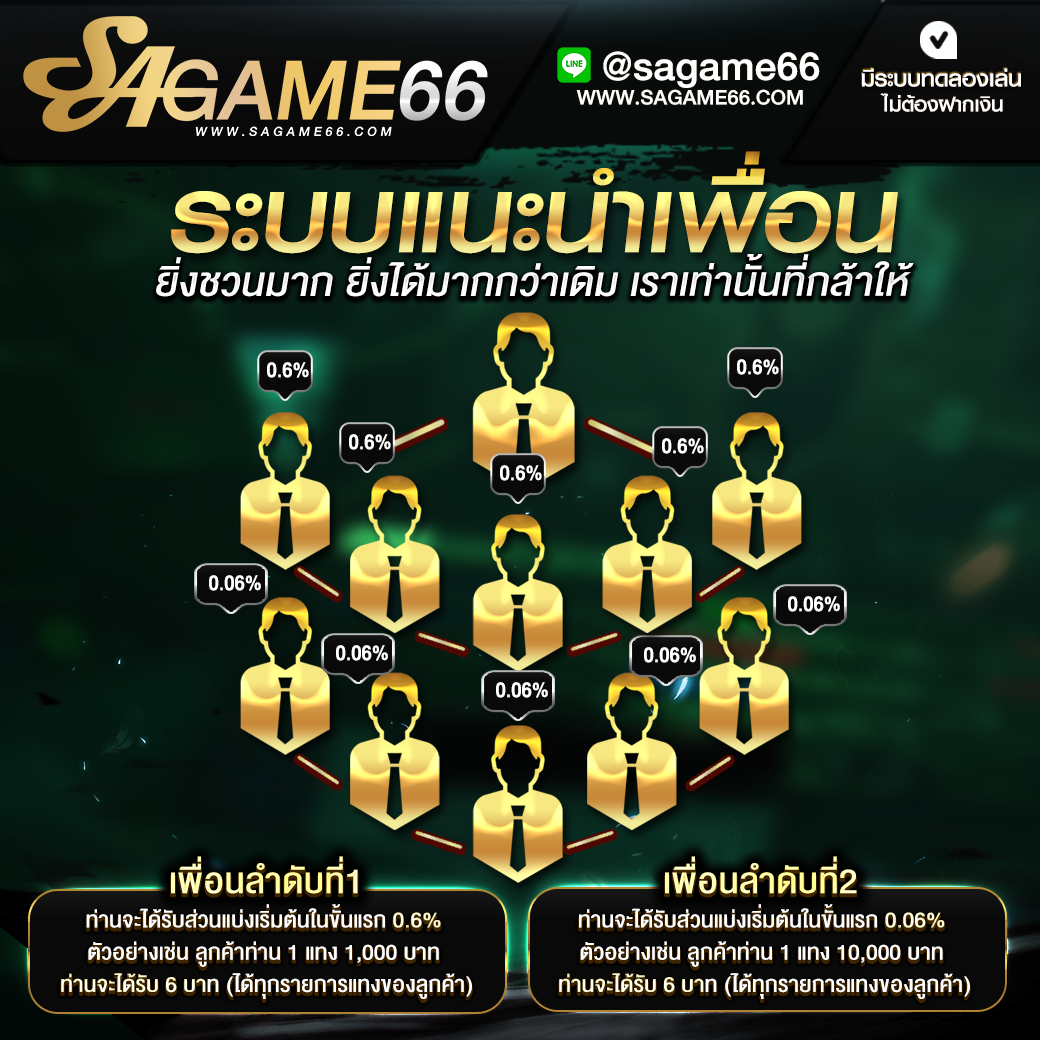 SAGAME66
WWW.SAGAME66.COM
LINE @sagame66
WWW.SAGAME66.COM
มีระบบทดลองเล่น
ไม่ต้องฝากเงิน
ระบบแนะนำเพื่อน
ยิ่งชวนมาก ยิ่งได้มากกว่าเดิม เราเท่านั้นที่กล้าให้
0.6%
0.6%
0.6%
0.6%
0.6%
0.06%
0.06%
0.06%
0.06%
0.06%
เพื่อนลำดับที่1
ท่านจะได้รับส่วนแบ่งเริ่มต้นในขั้นแรก 0.6%
ตัวอย่างเช่น ลูกค้าท่าน 1 แทง 1,000 บาท
ท่านจะได้รับ 6 บาท (ได้ทุกรายการแทงของลูกค้า)
เพื่อนลำดับที่2
ท่านจะได้รับส่วนแบ่งเริ่มต้นในขั้นแรก 0.06%
ตัวอย่างเช่น ลูกค้าท่าน 1 แทง 10,000 บาท
ท่านจะได้รับ 6 บาท (ได้ทุกรายการแทงของลูกค้า)